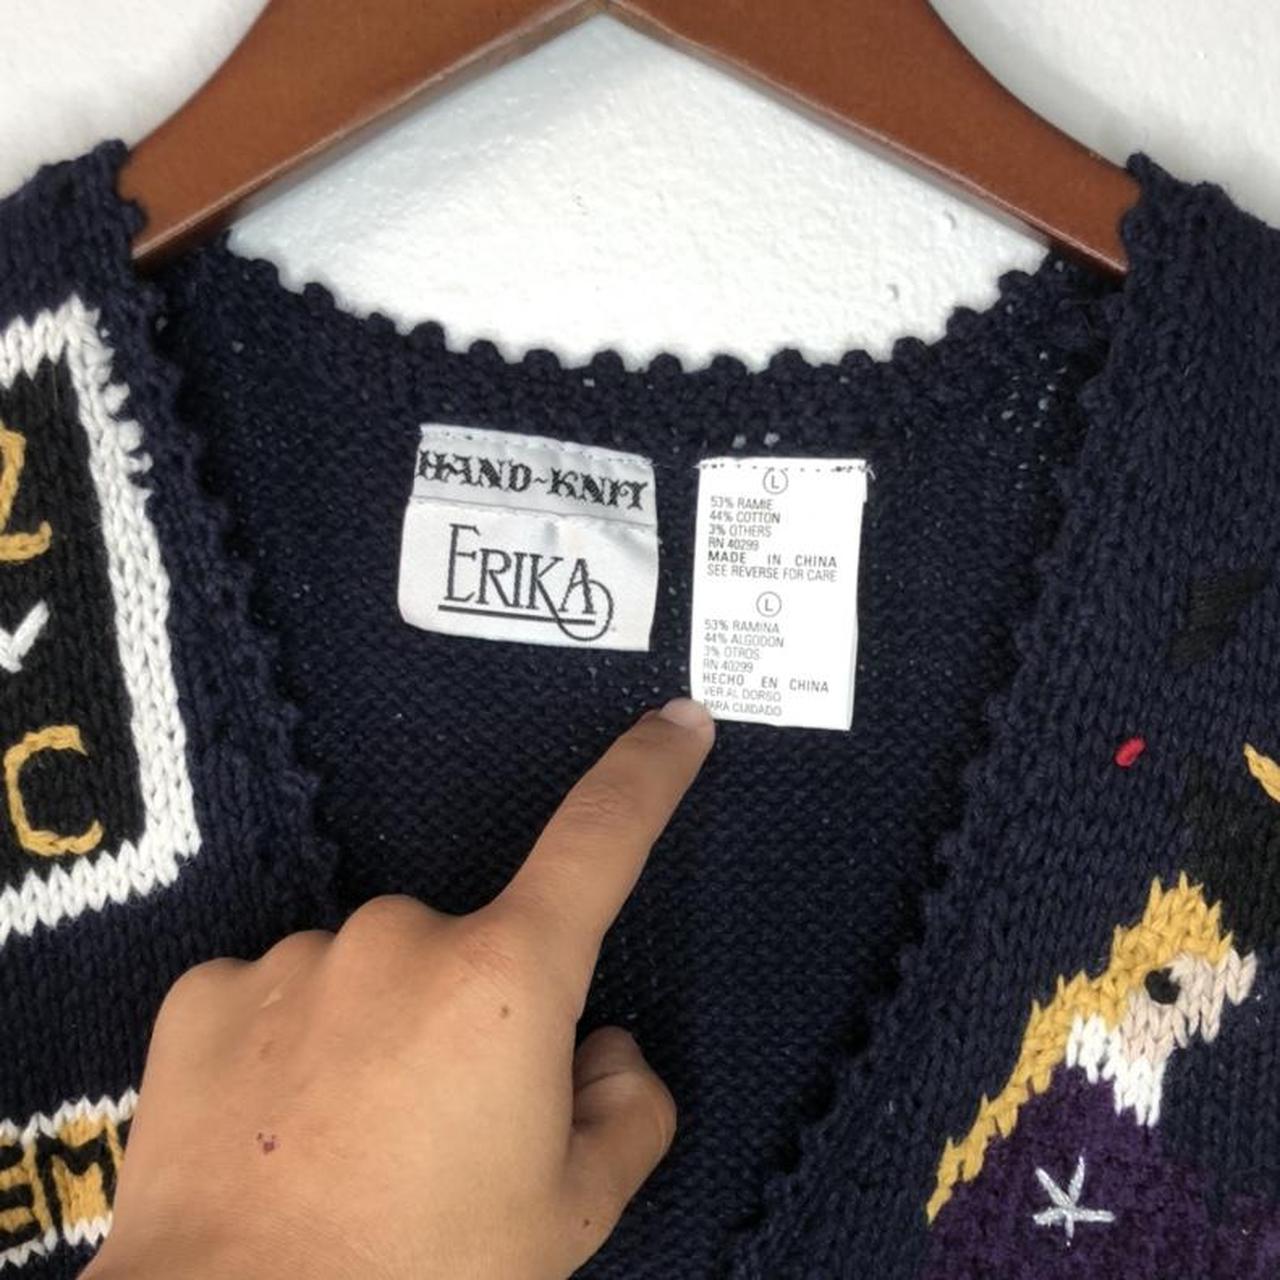 HAND-KNIT
ERIKA
L
53% RAMIE
44% COTTON
3% OTHERS
RN 40299
MADE IN CHINA
SEE REVERSE FOR CARE
L
53% RAMINA
44% ALGODON
3% OTROS
RN 40299
HECHO EN CHINA
VER AL DORSO
PARA CUIDADO
Z
C
EM